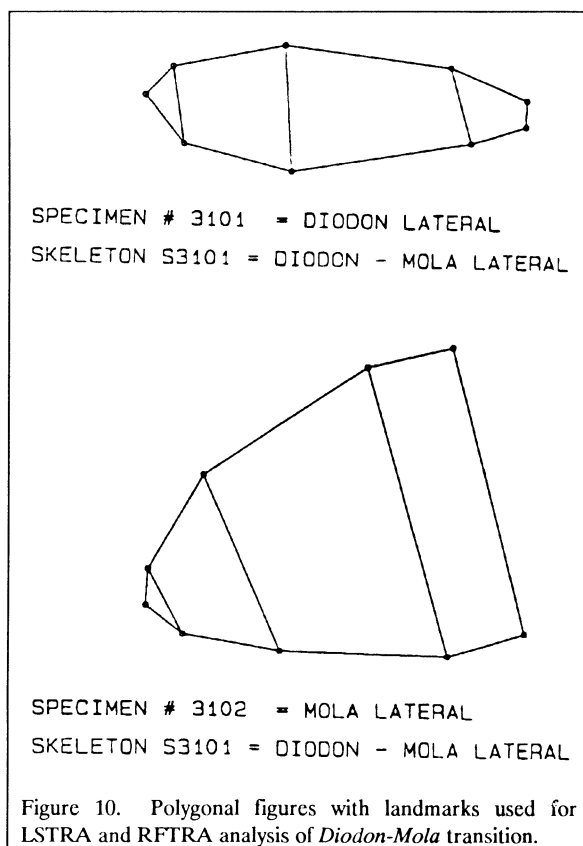 SPECIMEN # 3101 = DIODON LATERAL
SKELETON S3101 = DIODON - MOLA LATERAL
SPECIMEN # 3102 = MOLA LATERAL
SKELETON S3101 = DIODON - MOLA LATERAL
Figure 10. Polygonal figures with landmarks used for
LSTRA and RFTRA analysis of Diodon-Mola transition.